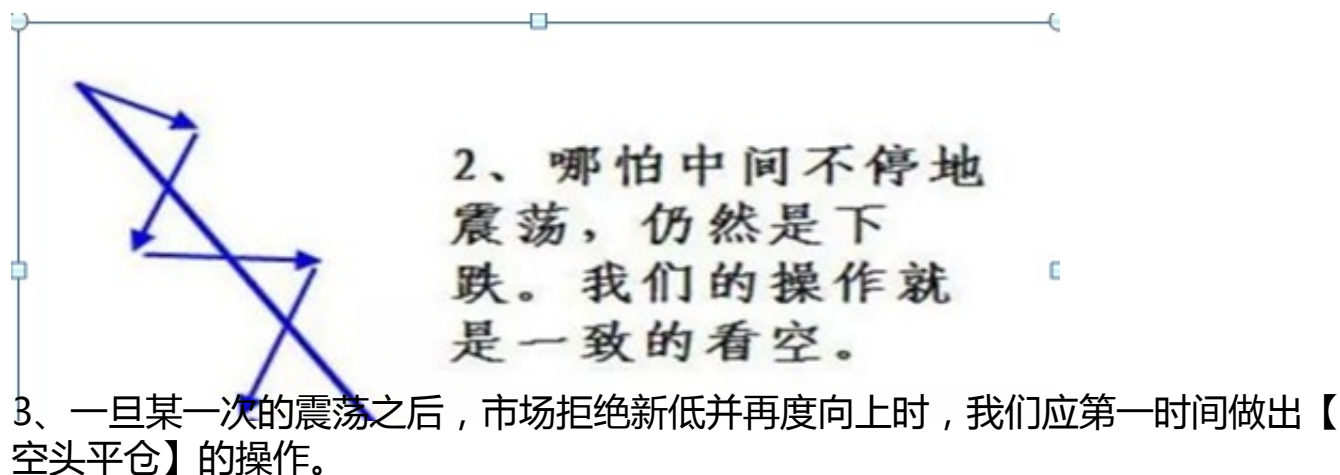 2、哪怕中间不停地
震荡，仍然是下
跌。我们的操作就
是一致的看空。
3、一旦某一次的震荡之后，市场拒绝新低并再度向上时，我们应第一时间做出【
空头平仓】的操作。